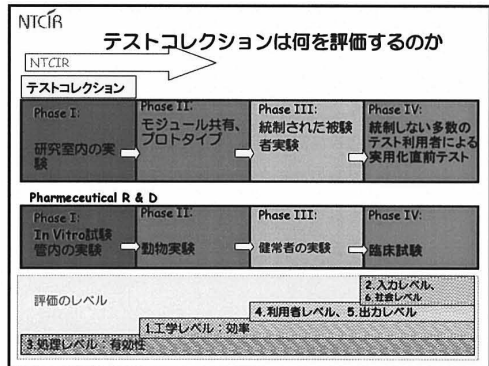 NTCIR
テストコレクションは何を評価するのか
NTCIR
テストコレクション
Phase I:
研究室内の実
験
Phase II:
モジュール共有、
プロトタイプ
Phase III:
統制された被験
者実験
Phase IV:
統制しない多数の
テスト利用者による
実用化直前テスト
Pharmeceutical R & D
Phase I:
In Vitro試験
管内の実験
Phase II:
動物実験
Phase III:
健常者の実験
Phase IV:
臨床試験
評価のレベル
2.入力レベル、
6.社会レベル
4.利用者レベル、5.出力レベル
1.工学レベル：効率
3.処理レベル：有効性